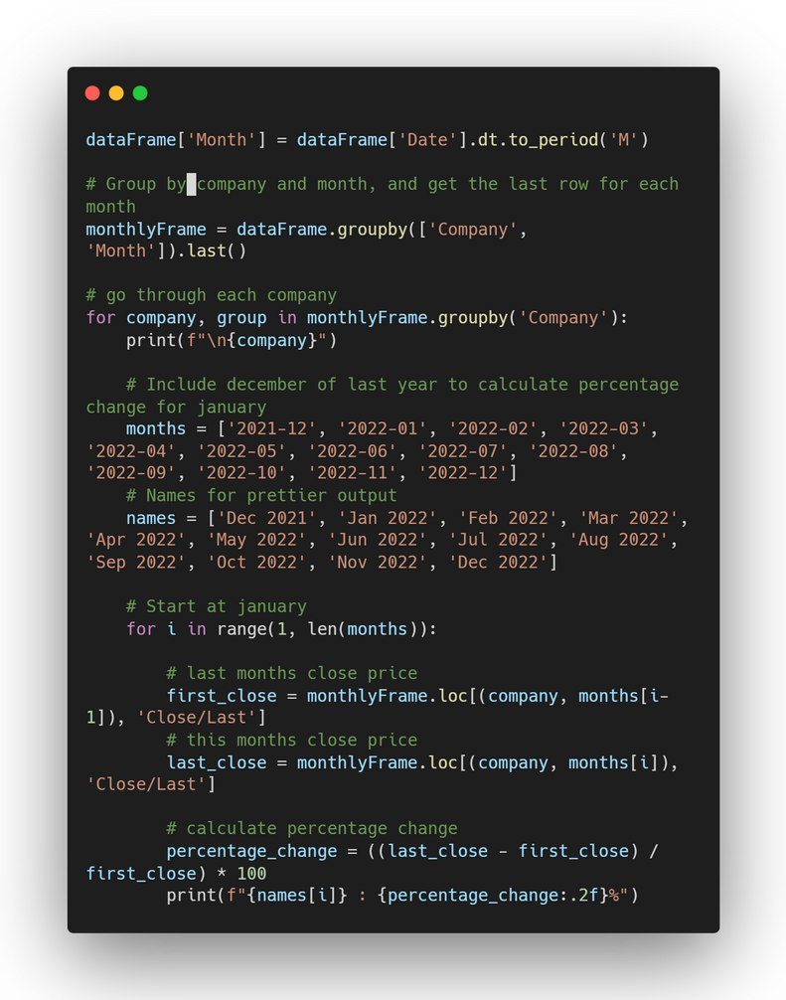 dataFrame['Month'] = dataFrame['Date'].dt.to_period('M')
# Group by company and month, and get the last row for each
month
monthlyFrame = dataFrame.groupby(['Company',
'Month']).last()
# go through each company
for company, group in monthlyFrame.groupby('Company'):
    print(f"\n{company}")
    # Include december of last year to calculate percentage
change for january
    months = ['2021-12', '2022-01', '2022-02', '2022-03',
'2022-04', '2022-05', '2022-06', '2022-07', '2022-08',
'2022-09', '2022-10', '2022-11', '2022-12']
    # Names for prettier output
    names = ['Dec 2021', 'Jan 2022', 'Feb 2022', 'Mar 2022',
'Apr 2022', 'May 2022', 'Jun 2022', 'Jul 2022', 'Aug 2022',
'Sep 2022', 'Oct 2022', 'Nov 2022', 'Dec 2022']
    # Start at january
    for i in range(1, len(months)):
        # last months close price
        first_close = monthlyFrame.loc[(company, months[i-
1]), 'Close/Last']
        # this months close price
        last_close = monthlyFrame.loc[(company, months[i]),
'Close/Last']
        # calculate percentage change
        percentage_change = ((last_close - first_close) /
first_close) * 100
        print(f"{names[i]} : {percentage_change:.2f}%")